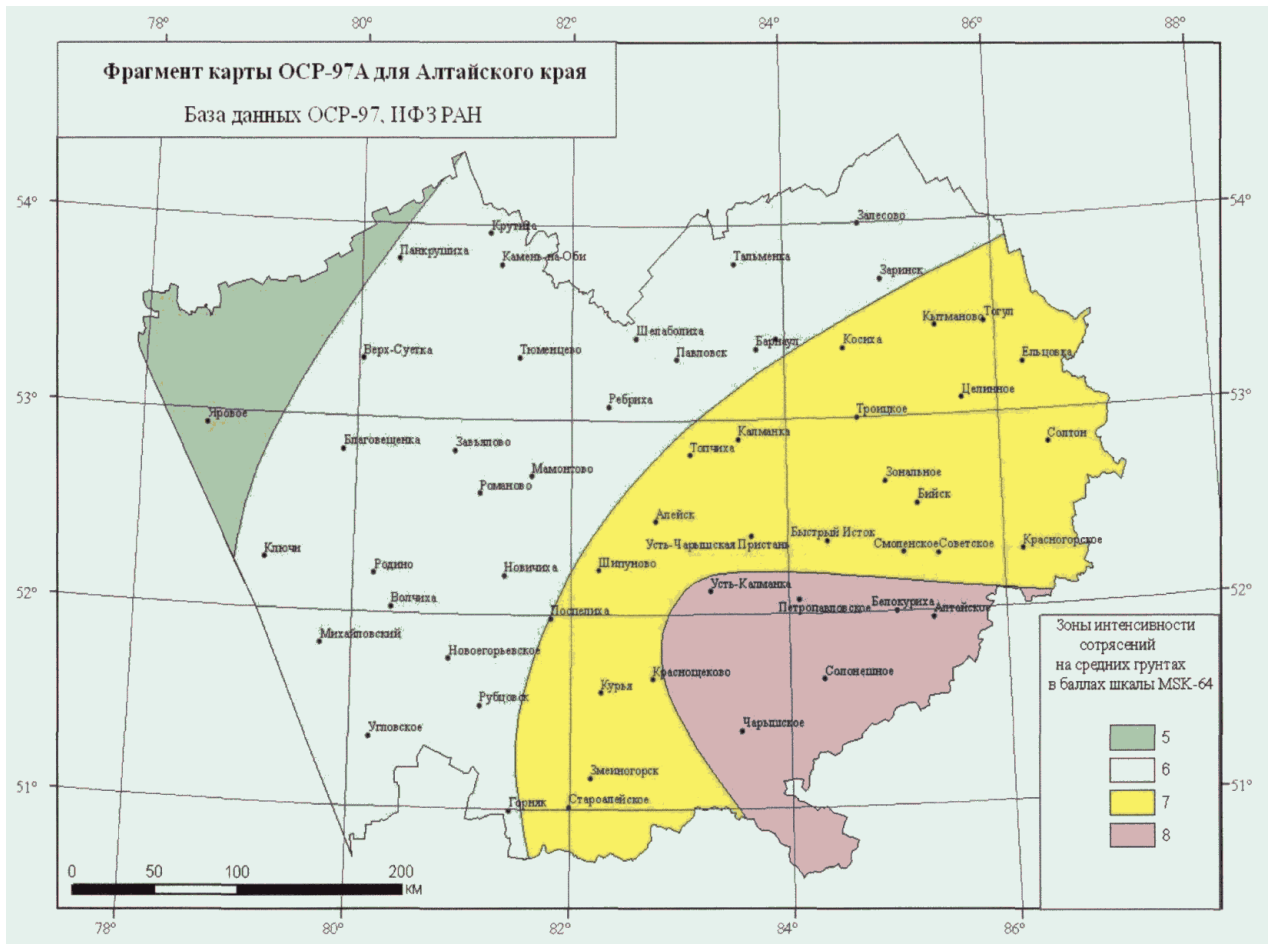 78°
80°
82°
84°
86°
88°
Фрагмент карты ОСР-97А для Алтайского края
База данных ОСР-97, ИФЗ РАН
54°
54°
Залесово
Крутиха
Панкрушиха
Камень-на-Оби
Тальменка
Заринск
Кытманово
Тогул
Шелаболиха
Барнаул
Косиха
Верх-Суетка
Тюменцево
Павловск
Ельцовка
53°
53°
Целинное
Ребриха
Яровое
Троицкое
Благовещенка
Завьялово
Калманка
Солтон
Топчиха
Мамонтово
Романово
Зональное
Бийск
Алейск
Ключи
Усть-Чарышская Пристань
Быстрый Исток
Смоленское
Советское
Красногорское
Родино
Новичиха
Шипуново
52°
52°
Усть-Калманка
Волчиха
Поспелиха
Петропавловское
Белокуриха
Алтайское
Михайловский
Новоегорьевское
Краснощеково
Солонешное
Курья
Рубцовск
Угловское
Чарышское
Змеиногорск
51°
51°
Горняк
Староалейское
Зоны интенсивности
сотрясений
на средних грунтах
в баллах шкалы MSK-64
5
6
7
8
0
50
100
200
КМ
78°
80°
82°
84°
86°